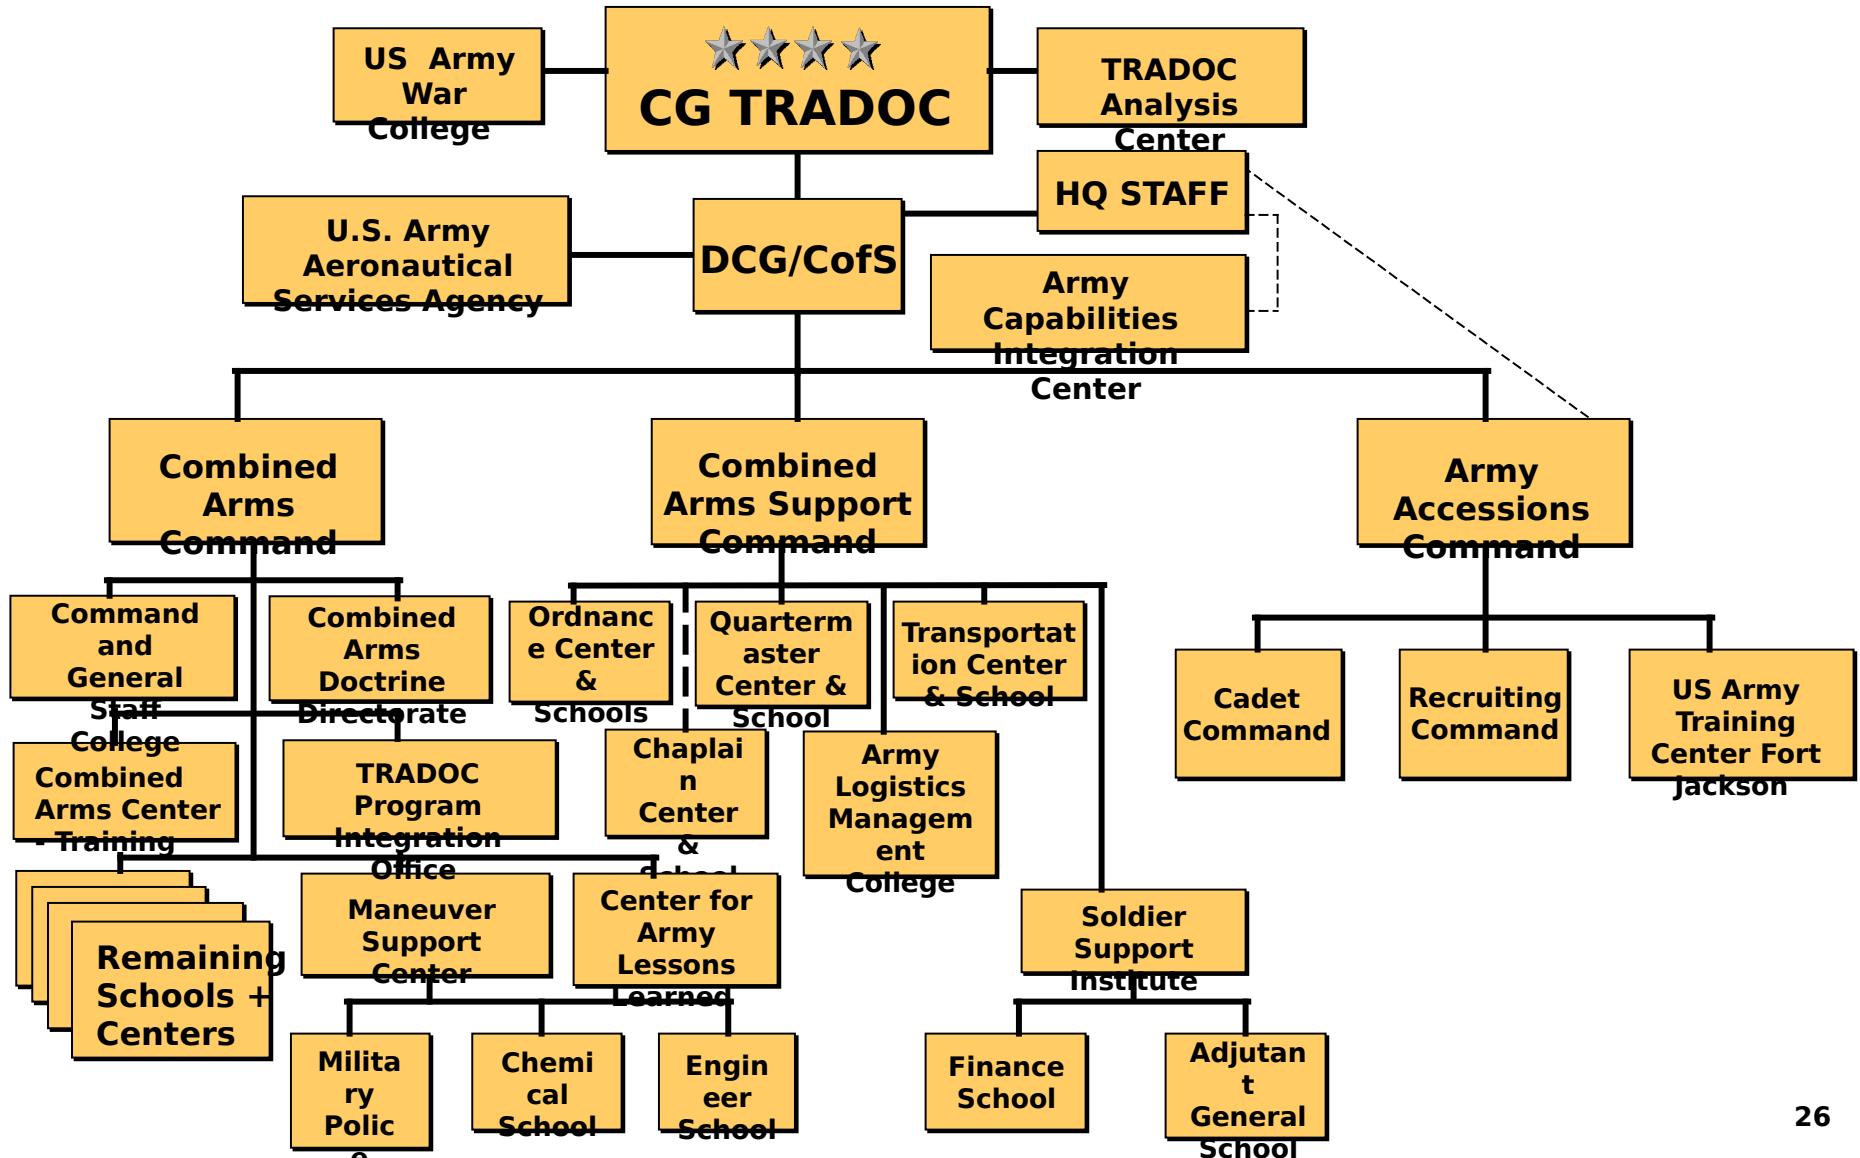 US  Army
War
College
CG TRADOC
TRADOC
Analysis
Center
HQ STAFF
U.S. Army
Aeronautical
Services Agency
DCG/CofS
Army
Capabilities
Integration
Center
Combined
Arms
Command
Combined
Arms Support
Command
Army
Accessions
Command
Command
and
General
Staff
College
Combined
Arms
Doctrine
Directorate
Ordnanc
e Center
&
Schools
Quarterm
aster
Center &
School
Transportat
ion Center
& School
Cadet
Command
Recruiting
Command
US Army
Training
Center Fort
Jackson
Combined
Arms Center
- Training
TRADOC
Program
Integration
Office
Chaplai
n
Center
&
School
Army
Logistics
Managem
ent
College
Remaining
Schools +
Centers
Maneuver
Support
Center
Center for
Army
Lessons
Learned
Soldier
Support
Institute
Milita
ry
Polic
e
Chemi
cal
School
Engin
eer
School
Finance
School
Adjutan
t
General
School
26